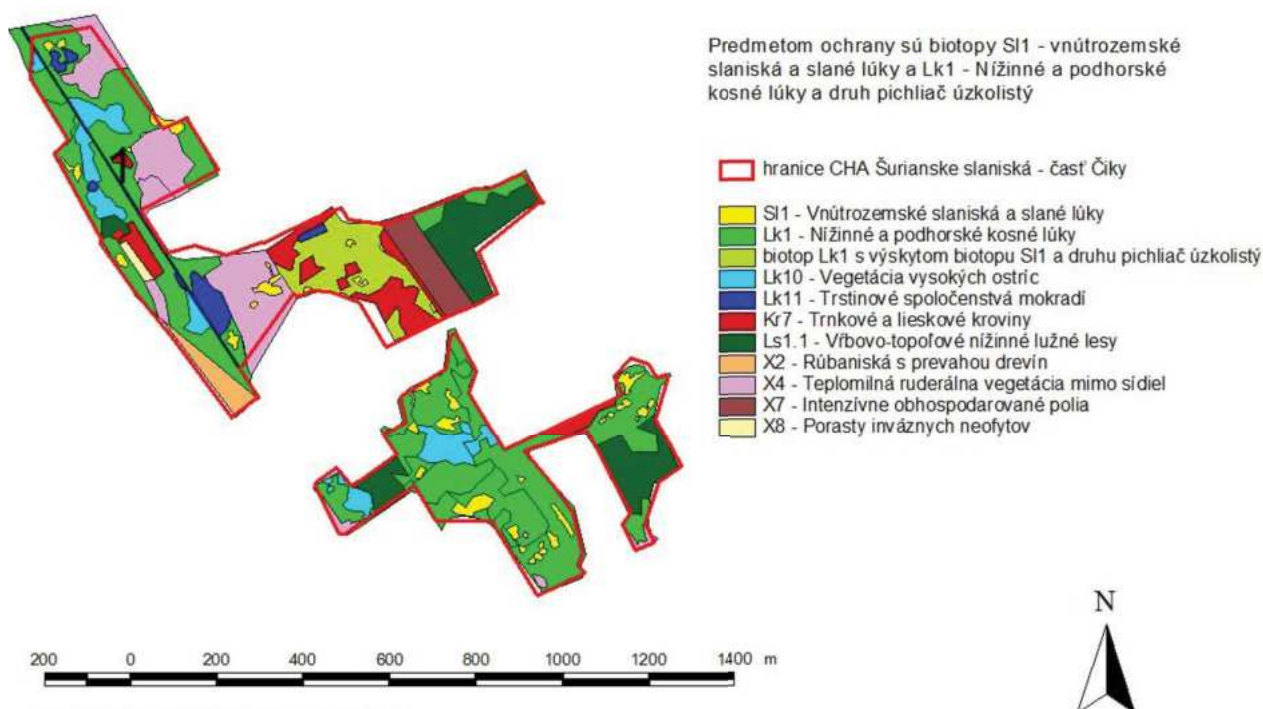 Predmetom ochrany sú biotopy Sl1 - vnútrozemské
slaniská a slané lúky a Lk1 - Nížinné a podhorské
kosné lúky a druh pichliač úzkolistý
hranice CHA Šurianske slaniská - časť Čiky
Sl1 - Vnútrozemské slaniská a slané lúky
Lk1 - Nížinné a podhorské kosné lúky
biotop Lk1 s výskytom biotopu Sl1 a druhu pichliač úzkolistý
Lk10 - Vegetácia vysokých ostríc
Lk11 - Trstinové spoločenstvá mokradí
Kr7 - Trnkové a lieskové kroviny
Ls1.1 - Vŕbovo-topoľové nížinné lužné lesy
X2 - Rúbaniská s prevahou drevín
X4 - Teplomilná ruderálna vegetácia mimo sídiel
X7 - Intenzívne obhospodarované polia
X8 - Porasty inváznych neofytov
N
200 0 200 400 600 800 1000 1200 1400 m